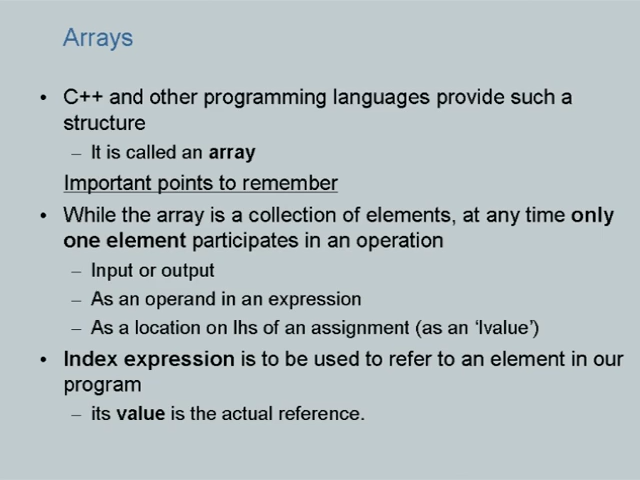 Arrays
• C++ and other programming languages provide such a
structure
– It is called an array
Important points to remember
• While the array is a collection of elements, at any time only
one element participates in an operation
– Input or output
– As an operand in an expression
– As a location on lhs of an assignment (as an ‘lvalue’)
• Index expression is to be used to refer to an element in our
program
– its value is the actual reference.